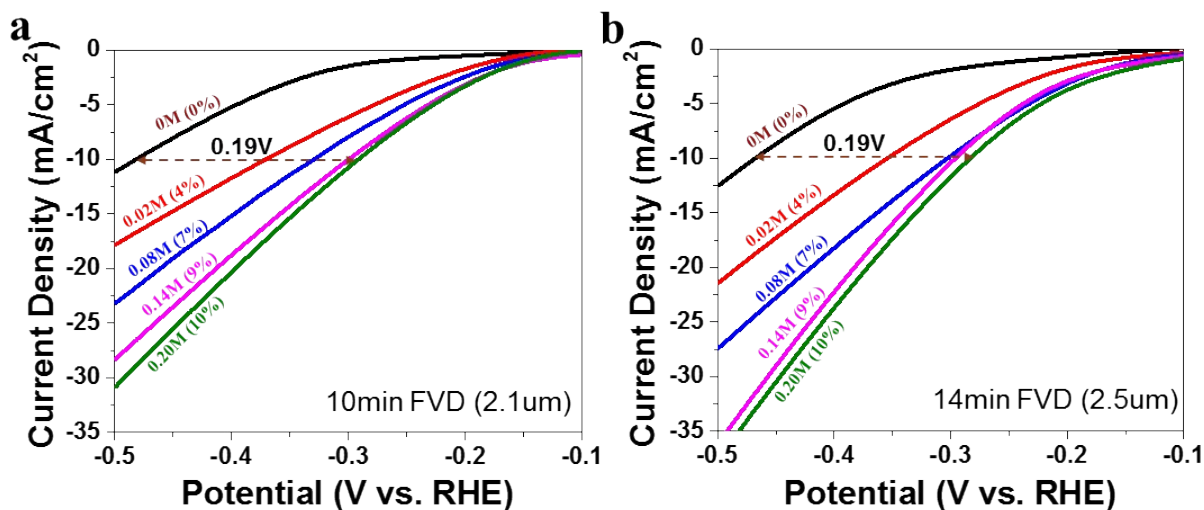 a
Current Density (mA/cm²)
0
-5
-10
-15
-20
-25
-30
-35
0M (0%)
0.19V
0.02M (4%)
0.08M (7%)
0.14M (9%)
0.20M (10%)
10min FVD (2.1um)
-0.5 -0.4 -0.3 -0.2 -0.1
Potential (V vs. RHE)
b
Current Density (mA/cm²)
0
-5
-10
-15
-20
-25
-30
-35
0M (0%)
0.19V
0.02M (4%)
0.08M (7%)
0.14M (9%)
0.20M (10%)
14min FVD (2.5um)
-0.5 -0.4 -0.3 -0.2 -0.1
Potential (V vs. RHE)